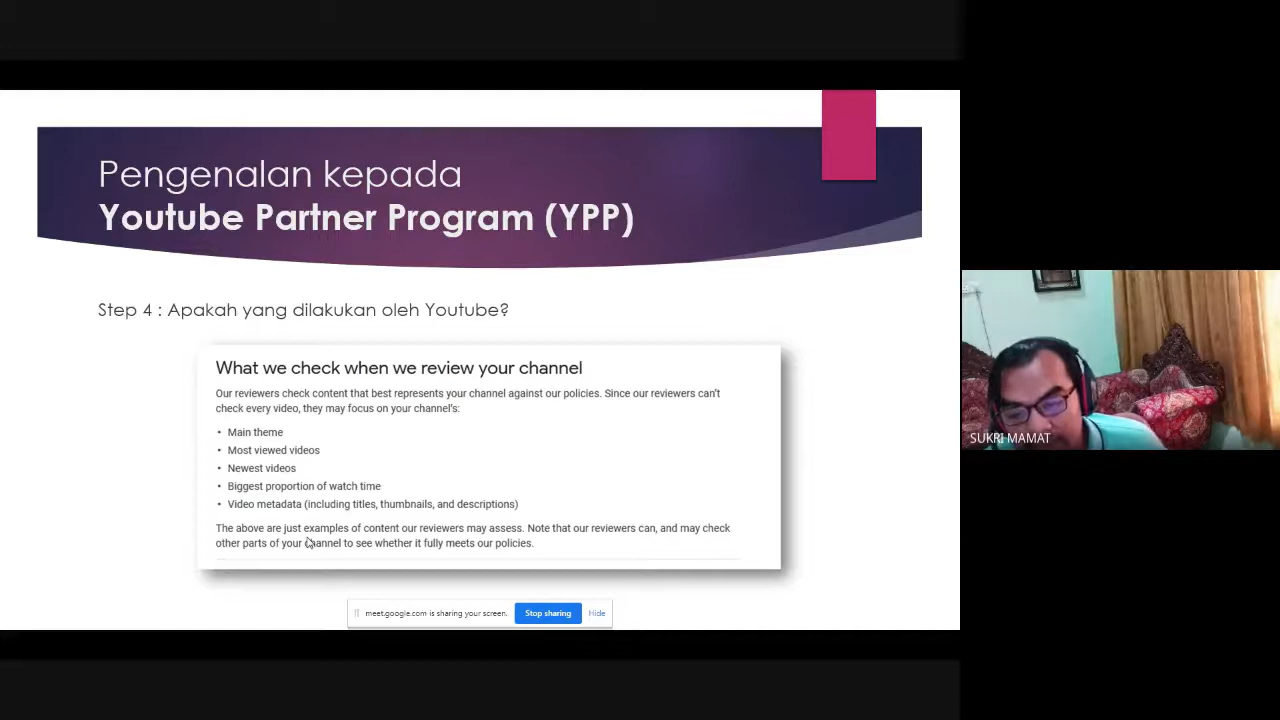 Pengenalan kepada
Youtube Partner Program (YPP)
Step 4 : Apakah yang dilakukan oleh Youtube?
What we check when we review your channel
Our reviewers check content that best represents your channel against our policies. Since our reviewers can't
check every video, they may focus on your channel's:
• Main theme
• Most viewed videos
• Newest videos
• Biggest proportion of watch time
• Video metadata (including titles, thumbnails, and descriptions)
The above are just examples of content our reviewers may assess. Note that our reviewers can, and may check
other parts of your channel to see whether it fully meets our policies.
meet.google.com is sharing your screen. Stop sharing Hide
SUKRI MAMAT